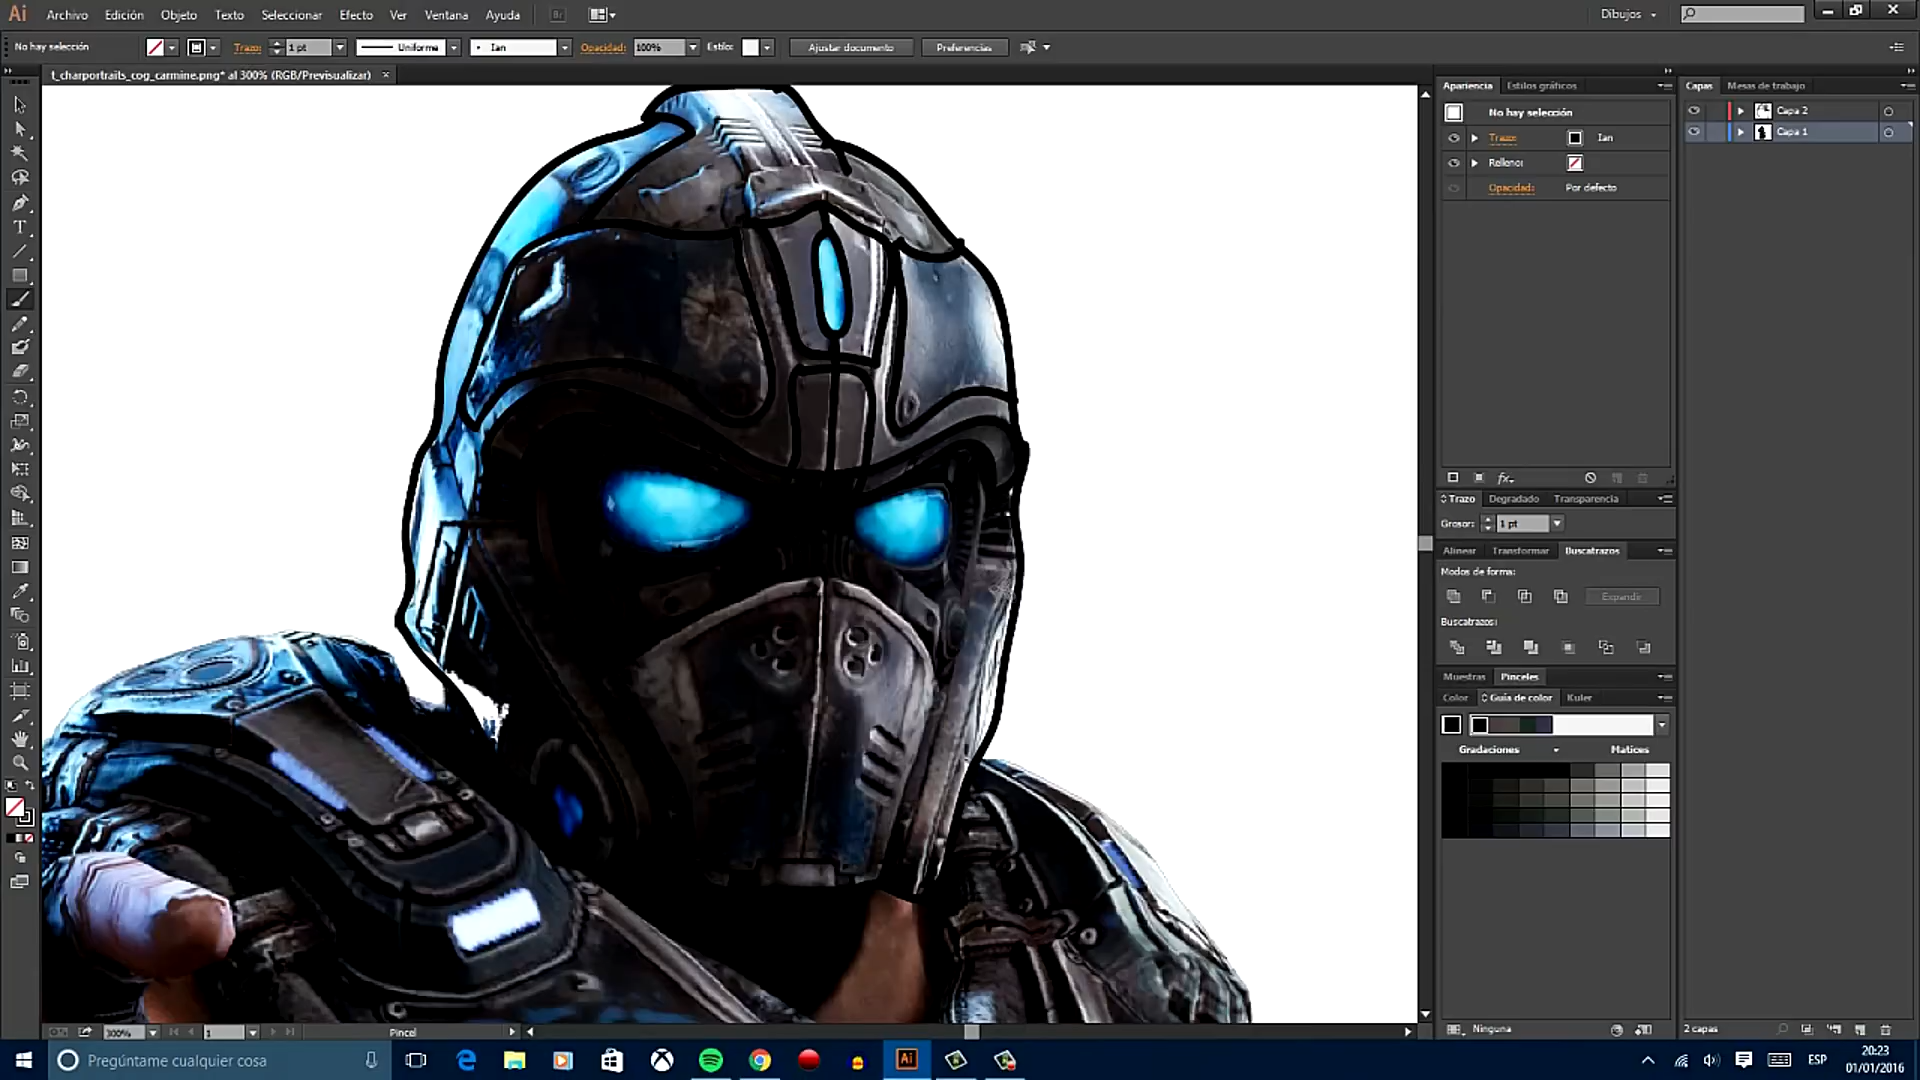 Ai Archivo Edición Objeto Texto Seleccionar Efecto Ver Ventana Ayuda Br Dibujos
No hay selección Trazo: 1 pt Uniforme Ian Opacidad: 100% Estilo: Ajustar documento Preferencias
t_charportraits_cog_carmine.png* al 300% (RGB/Previsualizar)
Apariencia Estilos gráficos
No hay selección
Trazo: Ian
Relleno:
Opacidad: Por defecto
fx
Trazo Degradado Transparencia
Grosor: 1 pt
Alinear Transformar Buscatrazos
Modos de forma:
Expandir
Buscatrazos:
Muestras Pinceles
Color Guía de color Kuler
Gradaciones Matices
Ninguna
Capas Mesas de trabajo
Capa 2
Capa 1
2 capas
300% 1 Pincel
Pregúntame cualquier cosa
Ai
ESP
20:23
01/01/2016